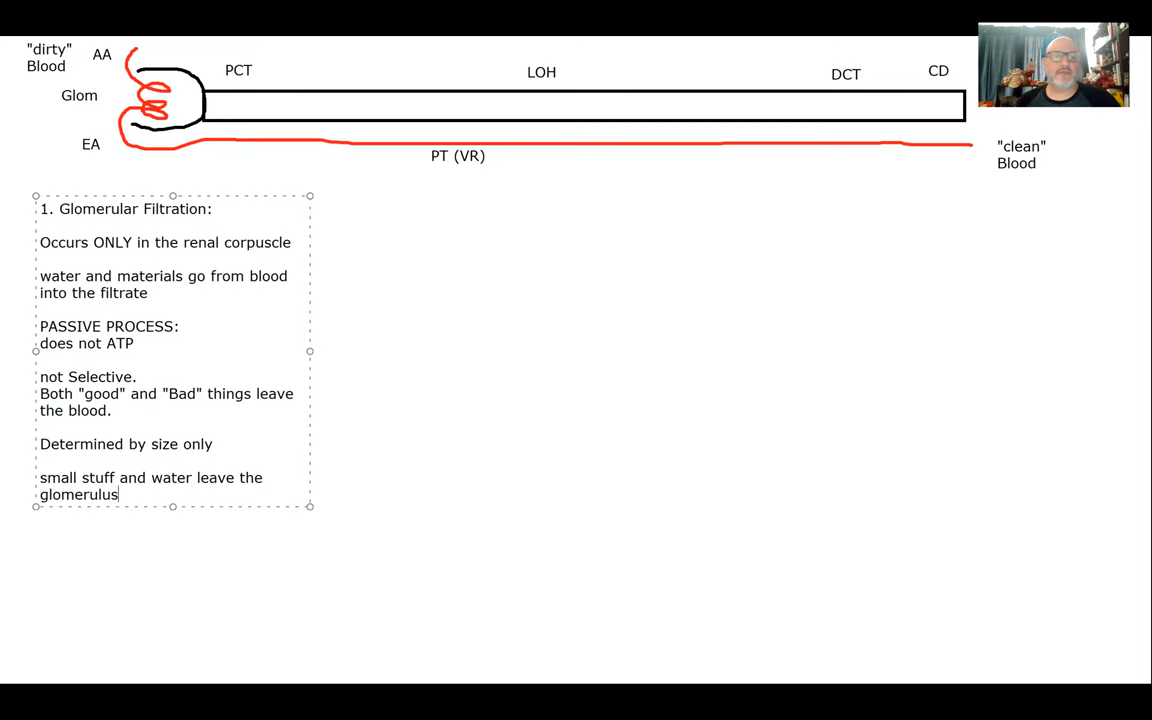 "dirty"
Blood
AA
Glom
EA
PCT
LOH
DCT
CD
PT (VR)
"clean"
Blood
1. Glomerular Filtration:
Occurs ONLY in the renal corpuscle
water and materials go from blood
into the filtrate
PASSIVE PROCESS:
does not ATP
not Selective.
Both "good" and "Bad" things leave
the blood.
Determined by size only
small stuff and water leave the
glomerulus